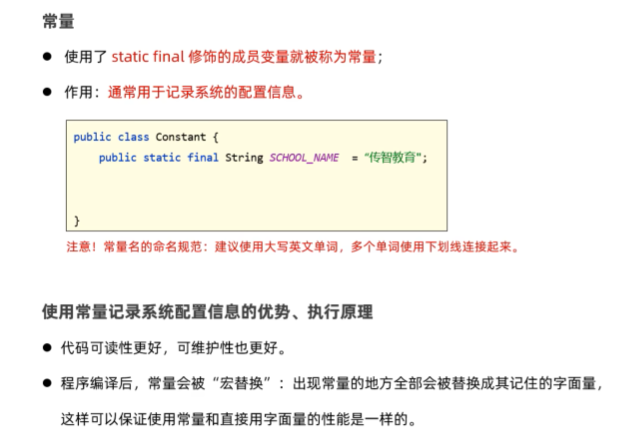 常量
● 使用了 static final 修饰的成员变量就被称为常量；
● 作用：通常用于记录系统的配置信息。
public class Constant {
    public static final String SCHOOL_NAME = "传智教育";
}
注意！常量名的命名规范：建议使用大写英文单词，多个单词使用下划线连接起来。
使用常量记录系统配置信息的优势、执行原理
● 代码可读性更好，可维护性也更好。
● 程序编译后，常量会被“宏替换”：出现常量的地方全部会被替换成其记住的字面量，
这样可以保证使用常量和直接用字面量的性能是一样的。